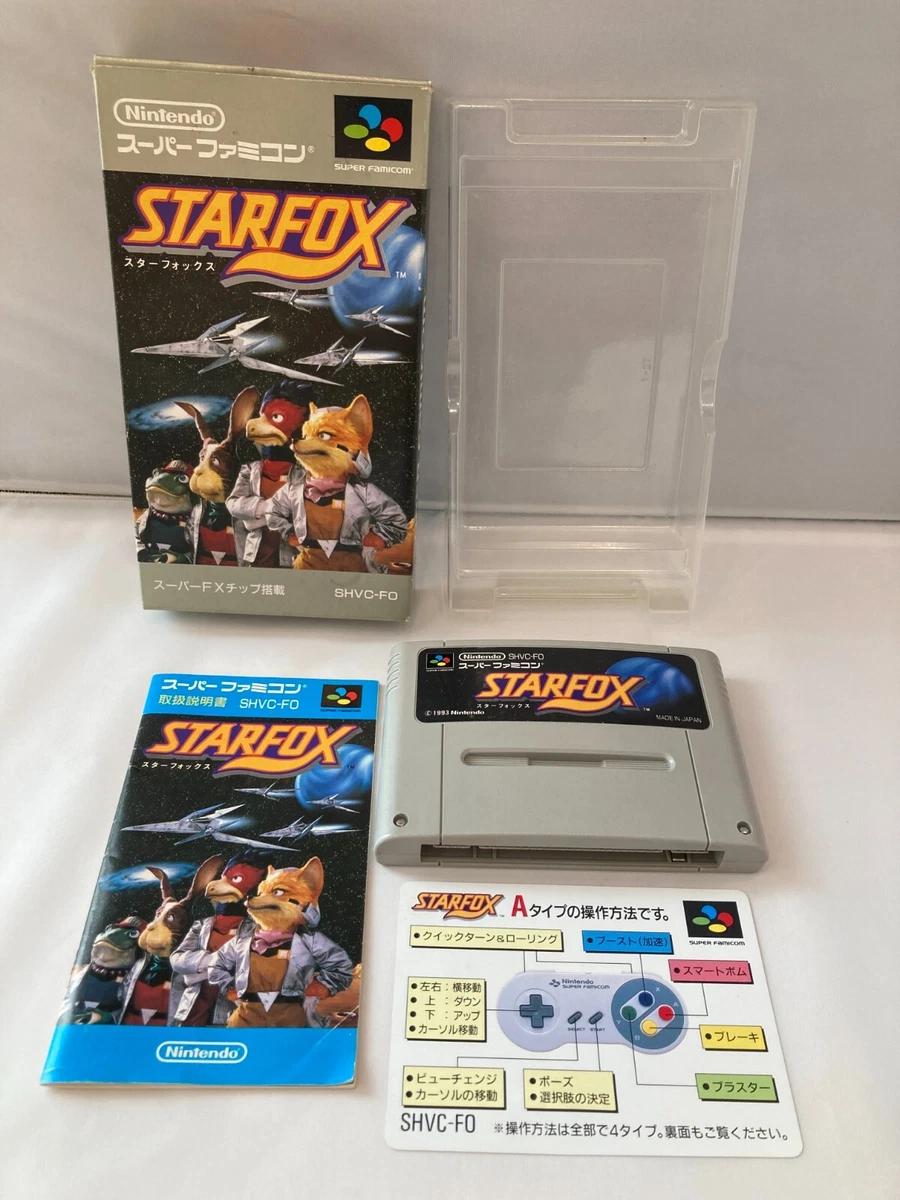 Nintendo
スーパーファミコン®
SUPER FAMICOM
STARFOX
TM
スターフォックス
スーパーFXチップ搭載
SHVC-FO
スーパーファミコン
取扱説明書 SHVC-FO
SUPER FAMICOM
STARFOX
TM
スターフォックス
Nintendo
Nintendo SHVC-FO
スーパーファミコン
STARFOX
TM
スターフォックス
©1993 Nintendo
MADE IN JAPAN
STARFOX Aタイプの操作方法です。
TM
SUPER FAMICOM
●クイックターン&ローリング
●ブースト(加速)
●スマートボム
●左右:横移動
●上:ダウン
●下:アップ
●カーソル移動
Nintendo
SUPER FAMICOM
SELECT START
X
A
Y
B
●ブレーキ
●ビューチェンジ
●カーソルの移動
●ポーズ
●選択肢の決定
●ブラスター
SHVC-FO ※操作方法は全部で4タイプ。裏面もご覧ください。